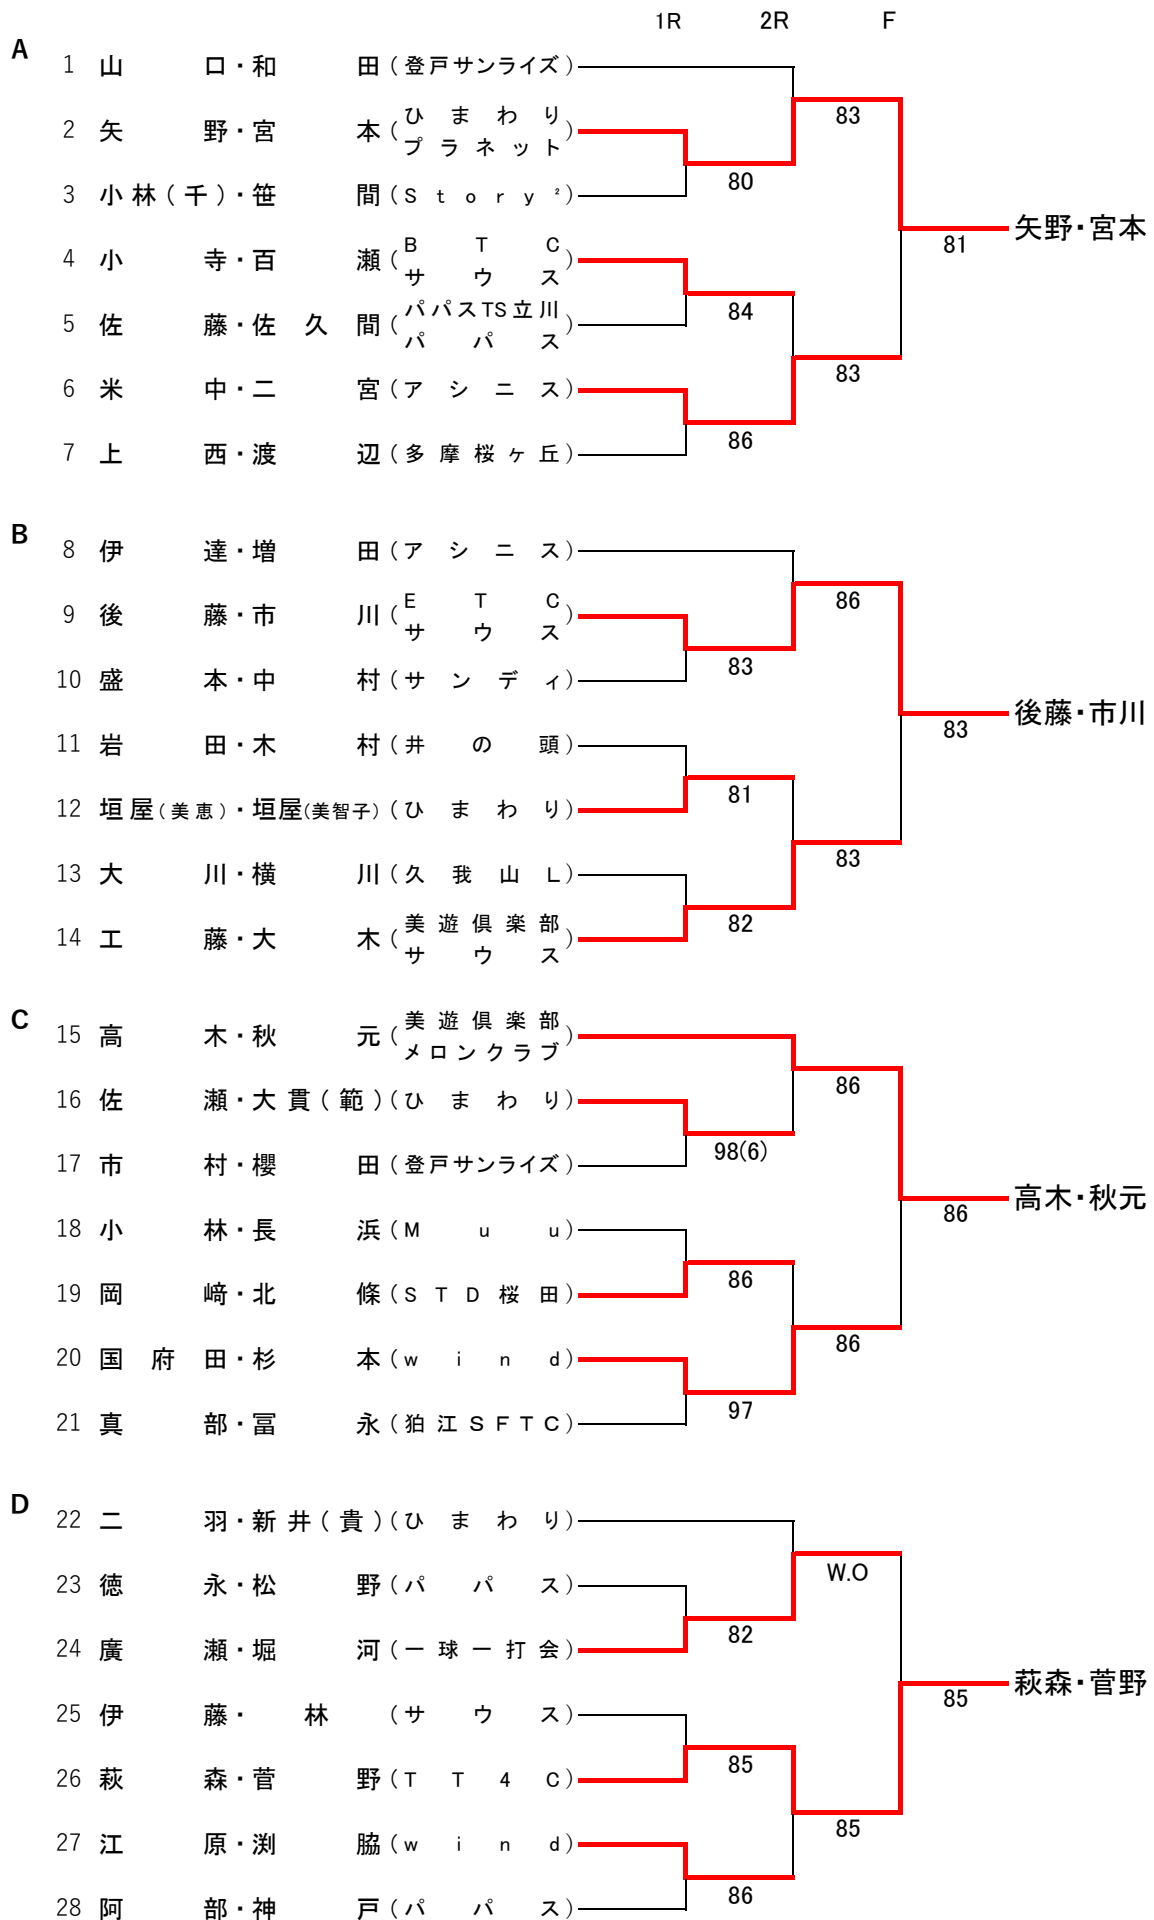 1R 2R F
A
1 山口・和田(登戸サンライズ)
83
2 矢野・宮本(ひまわり プラネット)
80
3 小林(千)・笹間(Story²)
矢野・宮本
81
4 小寺・百瀬(BTC サウス)
84
5 佐藤・佐久間(パパスTS立川 パパス)
83
6 米中・二宮(アシニス)
86
7 上西・渡辺(多摩桜ヶ丘)
B
8 伊達・増田(アシニス)
86
9 後藤・市川(ETC サウス)
83
10 盛本・中村(サンディ)
後藤・市川
83
11 岩田・木村(井の頭)
81
12 垣屋(美恵)・垣屋(美智子)(ひまわり)
83
13 大川・横川(久我山L)
82
14 工藤・大木(美遊倶楽部 サウス)
C
15 高木・秋元(美遊倶楽部 メロンクラブ)
86
16 佐瀬・大貫(範)(ひまわり)
98(6)
17 市村・櫻田(登戸サンライズ)
高木・秋元
86
18 小林・長浜(Muu)
86
19 岡﨑・北條(STD桜田)
86
20 国府田・杉本(wind)
97
21 真部・冨永(狛江SFTC)
D
22 二羽・新井(貴)(ひまわり)
W.O
23 徳永・松野(パパス)
82
24 廣瀬・堀河(一球一打会)
萩森・菅野
85
25 伊藤・林(サウス)
85
26 萩森・菅野(TT4C)
85
27 江原・渕脇(wind)
86
28 阿部・神戸(パパス)